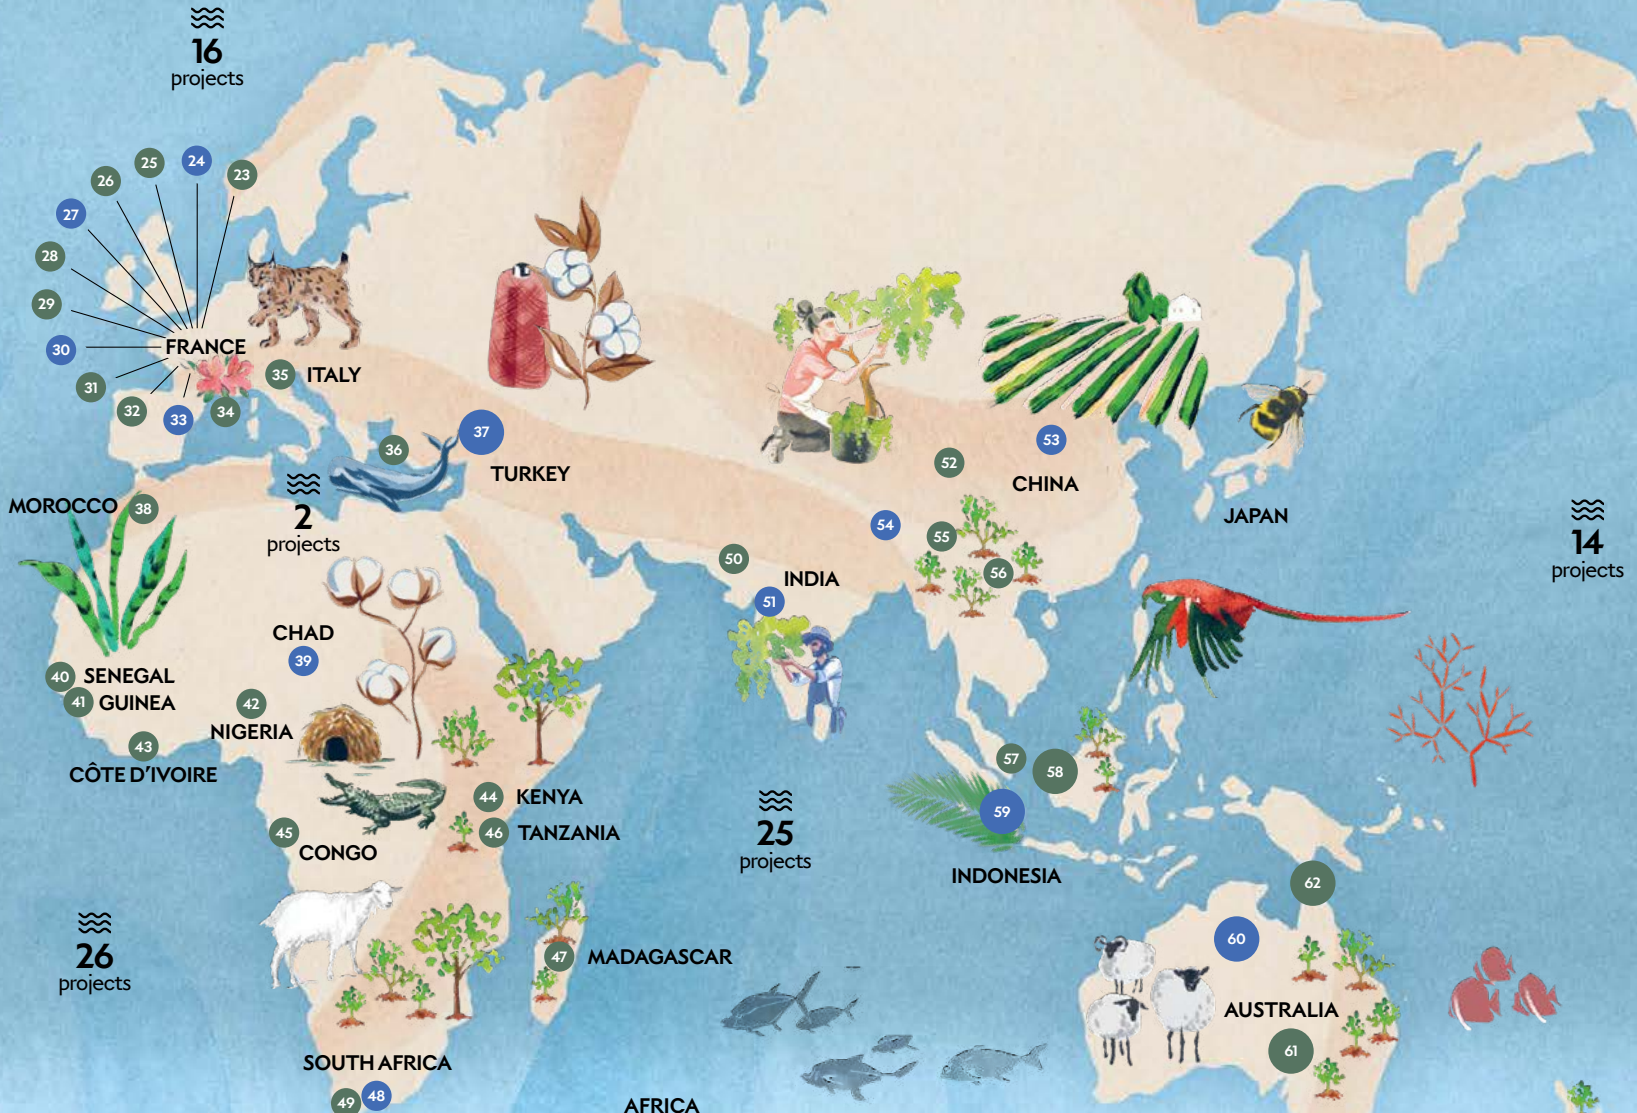 16
projects
25
24
23
26
27
28
29
FRANCE
30
31
32
33
34
35
ITALY
36
37
TURKEY
2
projects
MOROCCO
38
52
53
CHINA
JAPAN
14
projects
54
55
56
50
INDIA
51
CHAD
39
40
SENEGAL
41
GUINEA
42
NIGERIA
43
CÔTE D'IVOIRE
44
KENYA
45
CONGO
46
TANZANIA
25
projects
57
58
59
INDONESIA
62
60
AUSTRALIA
61
26
projects
47
MADAGASCAR
SOUTH AFRICA
49
48
AFRICA